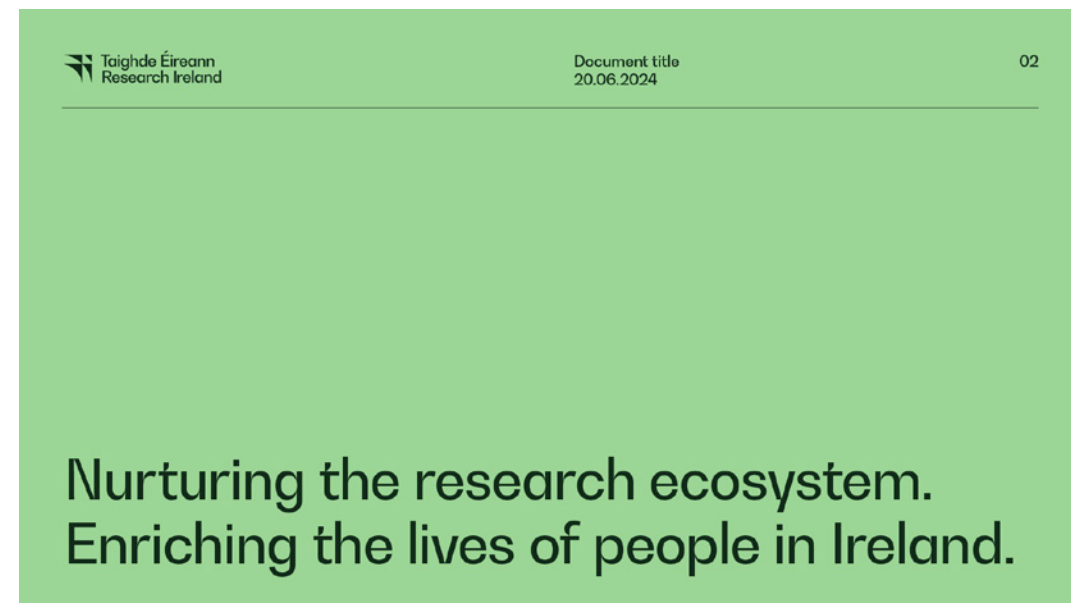 Taighde Éireann
Research Ireland
Document title
20.06.2024
02
Nurturing the research ecosystem.
Enriching the lives of people in Ireland.